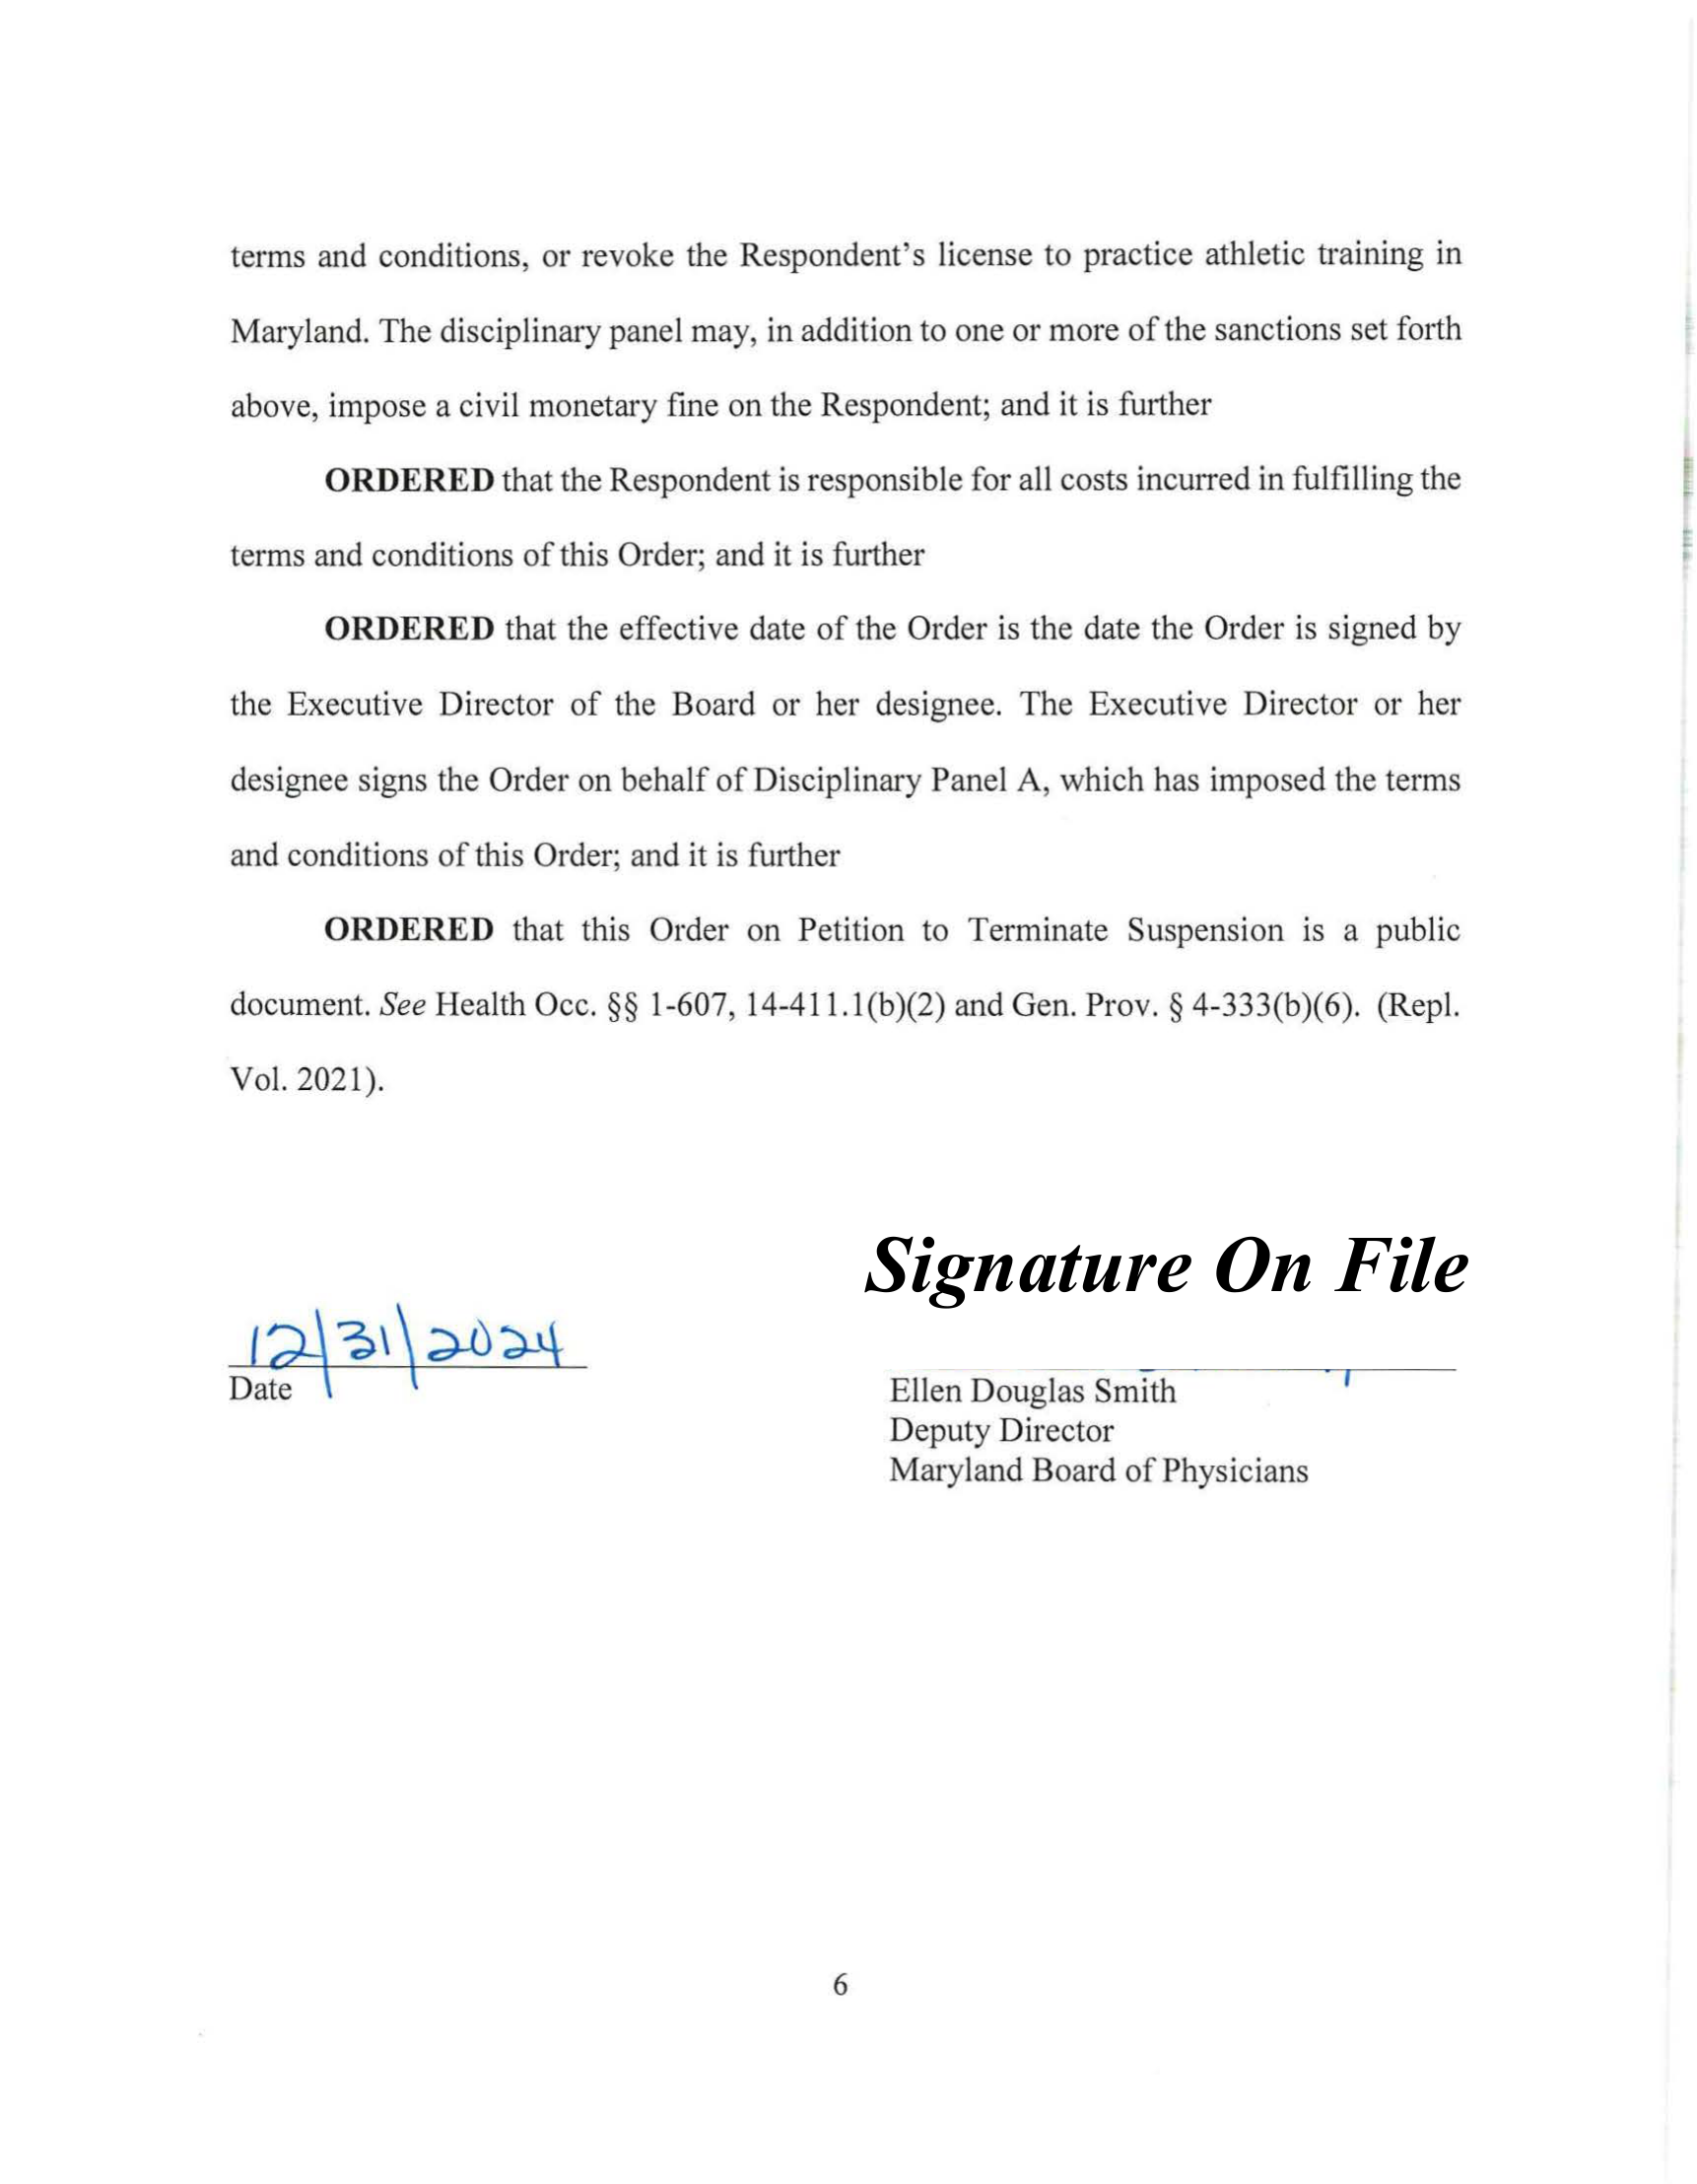 terms and conditions, or revoke the Respondent's license to practice athletic training in
Maryland. The disciplinary panel may, in addition to one or more of the sanctions set forth
above, impose a civil monetary fine on the Respondent; and it is further
ORDERED that the Respondent is responsible for all costs incurred in fulfilling the
terms and conditions of this Order; and it is further
ORDERED that the effective date of the Order is the date the Order is signed by
the Executive Director of the Board or her designee. The Executive Director or her
designee signs the Order on behalf of Disciplinary Panel A, which has imposed the terms
and conditions of this Order; and it is further
ORDERED that this Order on Petition to Terminate Suspension is a public
document. See Health Occ. §§ 1-607, 14-411.1(b)(2) and Gen. Prov. § 4-333(b)(6). (Repl.
Vol. 2021).
Signature On File
12/31/2024
Date
Ellen Douglas Smith
Deputy Director
Maryland Board of Physicians
6